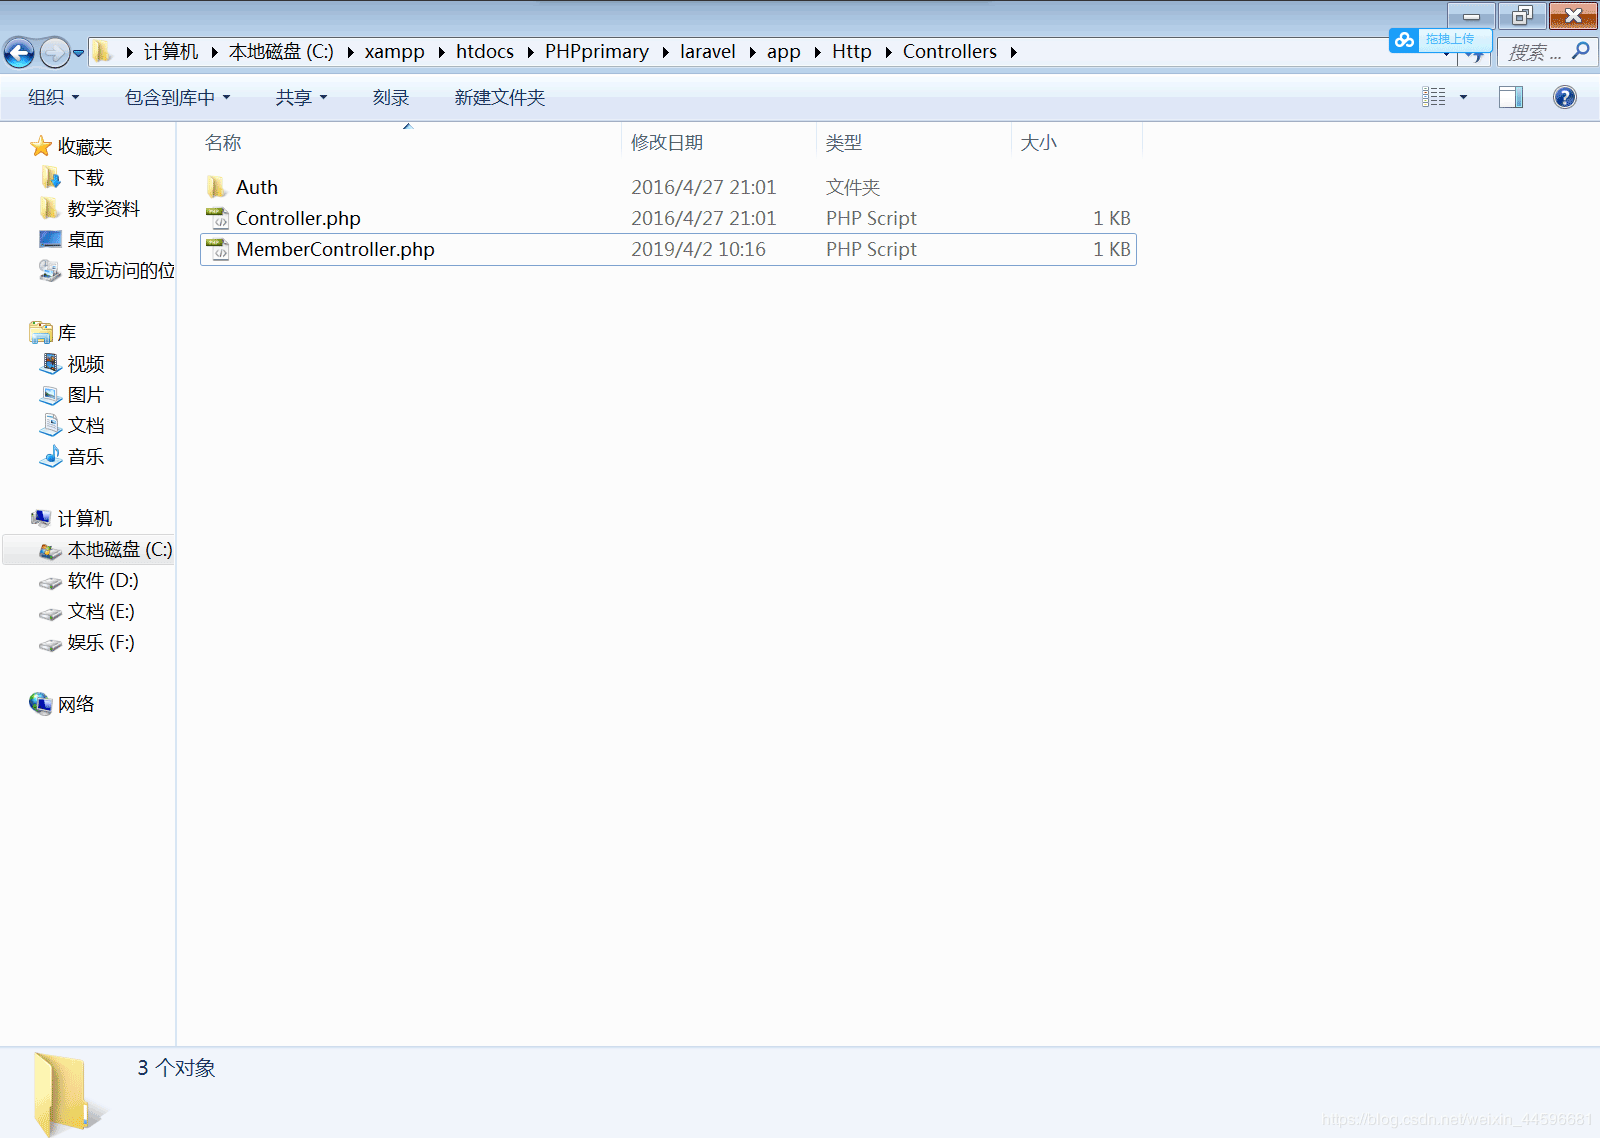 拖拽上传
计算机 本地磁盘 (C:) xampp htdocs PHPprimary laravel app Http Controllers
搜索 ...
组织 包含到库中 共享 刻录 新建文件夹
收藏夹
下载
教学资料
桌面
最近访问的位
库
视频
图片
文档
音乐
计算机
本地磁盘 (C:)
软件 (D:)
文档 (E:)
娱乐 (F:)
网络
名称 修改日期 类型 大小
Auth 2016/4/27 21:01 文件夹
Controller.php 2016/4/27 21:01 PHP Script 1 KB
MemberController.php 2019/4/2 10:16 PHP Script 1 KB
3 个对象
https://blog.csdn.net/weixin_44596681